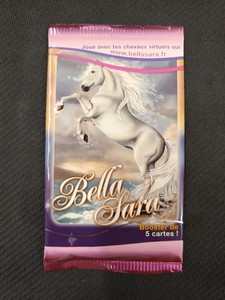 Joue avec tes chevaux virtuels sur
www.bellasara.fr
Bella
Sara
Booster de
5 cartes !